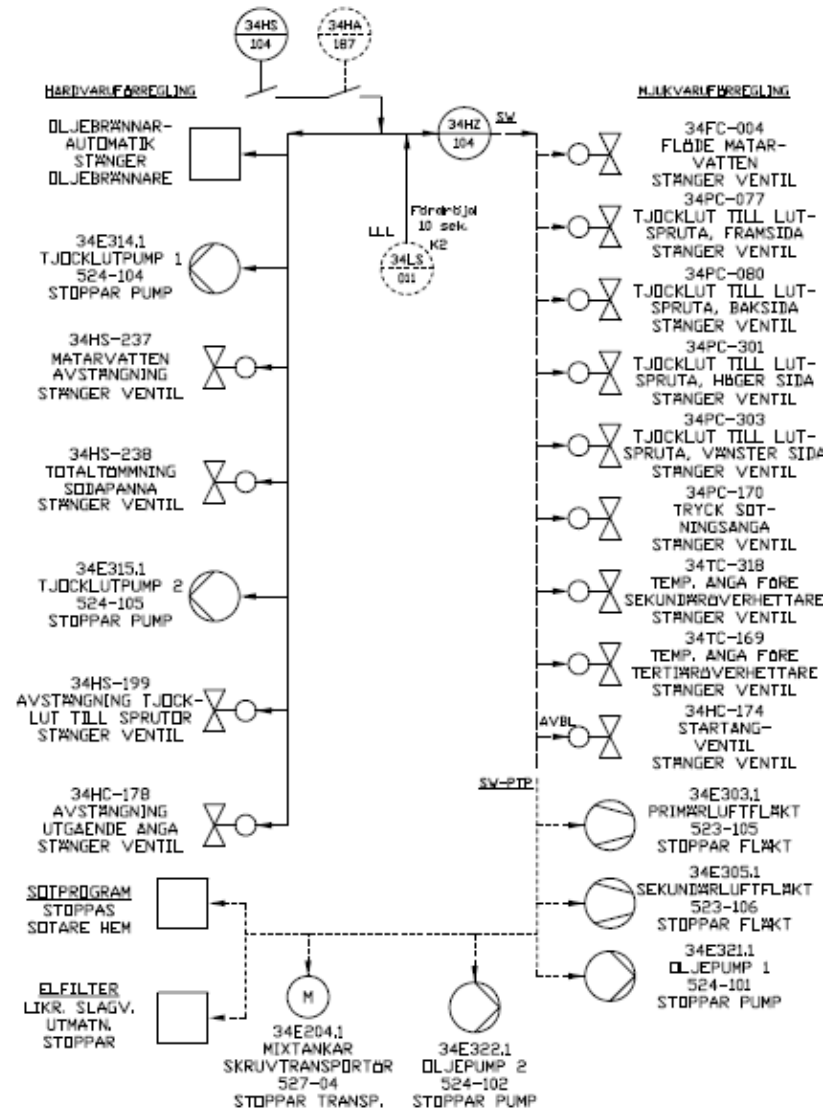 34HS
104
34HA
187
HÅRDVARUFÖRREGLING
OLJEBRÄNNAR-
AUTOMATIK
STÄNGER
OLJEBRÄNNARE
34E314.1
TJOCKLUTPUMP 1
524-104
STOPPAR PUMP
34HS-237
MATARVATTEN
AVSTÄNGNING
STÄNGER VENTIL
34HS-238
TOTALTÖMMNING
SODAPANNA
STÄNGER VENTIL
34E315.1
TJOCKLUTPUMP 2
524-105
STOPPAR PUMP
34HS-199
AVSTÄNGNING TJOCK-
LUT TILL SPRUTOR
STÄNGER VENTIL
34HC-178
AVSTÄNGNING
UTGÅENDE ÅNGA
STÄNGER VENTIL
SOTPROGRAM
STOPPAS
SOTARE HEM
ELFILTER
LIKR. SLAGV.
UTMATN.
STOPPAR
34HZ
104
SW
LLL
Fördröjd
10 sek.
K2
34LS
011
MJUKVARUFÖRREGLING
34FC-004
FLÖDE MATAR-
VATTEN
STÄNGER VENTIL
34PC-077
TJOCKLUT TILL LUT-
SPRUTA, FRAMSIDA
STÄNGER VENTIL
34PC-080
TJOCKLUT TILL LUT-
SPRUTA, BAKSIDA
STÄNGER VENTIL
34PC-301
TJOCKLUT TILL LUT-
SPRUTA, HÖGER SIDA
STÄNGER VENTIL
34PC-303
TJOCKLUT TILL LUT-
SPRUTA, VÄNSTER SIDA
STÄNGER VENTIL
34PC-170
TRYCK SOT-
NINGSÅNGA
STÄNGER VENTIL
34TC-318
TEMP. ÅNGA FÖRE
SEKUNDÄRÖVERHETTARE
STÄNGER VENTIL
34TC-169
TEMP. ÅNGA FÖRE
TERTIÄRÖVERHETTARE
STÄNGER VENTIL
AVBL
34HC-174
STARTÅNG-
VENTIL
STÄNGER VENTIL
SW-PTP
34E303.1
PRIMÄRLUFTFLÄKT
523-105
STOPPAR FLÄKT
34E305.1
SEKUNDÄRLUFTFLÄKT
523-106
STOPPAR FLÄKT
34E321.1
OLJEPUMP 1
524-101
STOPPAR PUMP
M
34E204.1
MIXTANKAR
SKRUVTRANSPORTÖR
527-04
STOPPAR TRANSP.
34E322.1
OLJEPUMP 2
524-102
STOPPAR PUMP